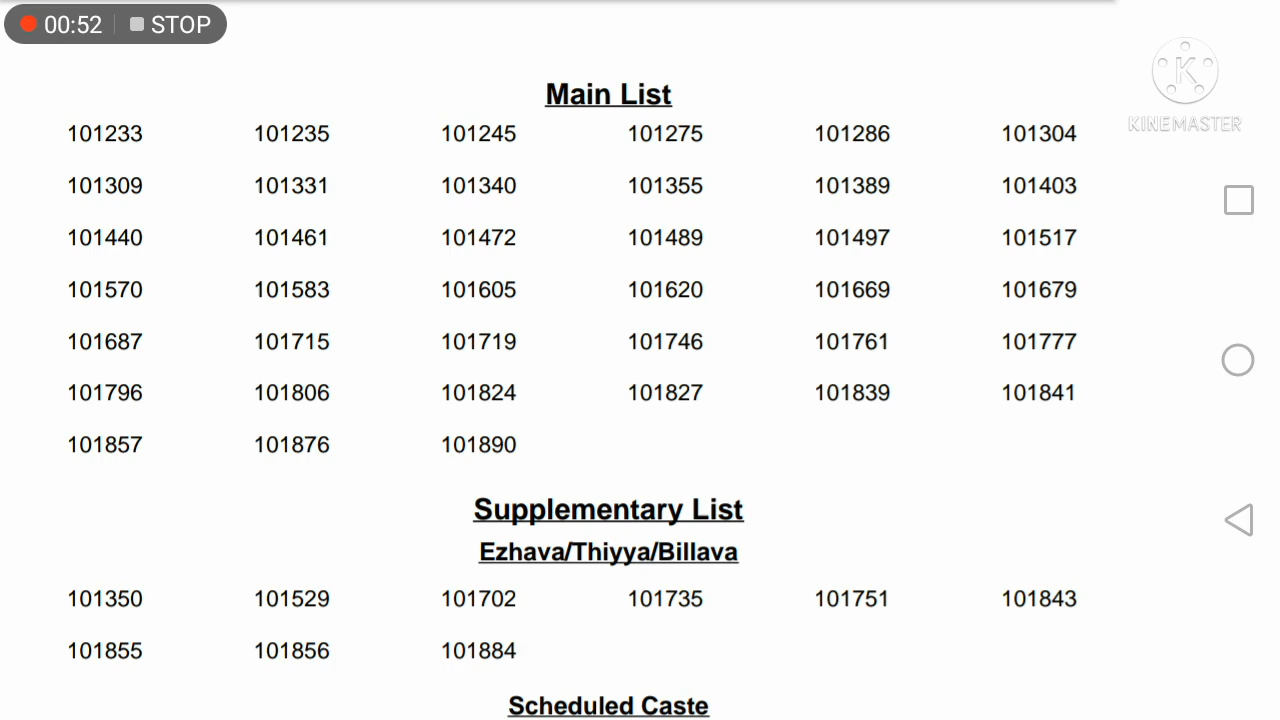 00:52 STOP
K
KINEMASTER
Main List
101233 101235 101245 101275 101286 101304
101309 101331 101340 101355 101389 101403
101440 101461 101472 101489 101497 101517
101570 101583 101605 101620 101669 101679
101687 101715 101719 101746 101761 101777
101796 101806 101824 101827 101839 101841
101857 101876 101890
Supplementary List
Ezhava/Thiyya/Billava
101350 101529 101702 101735 101751 101843
101855 101856 101884
Scheduled Caste